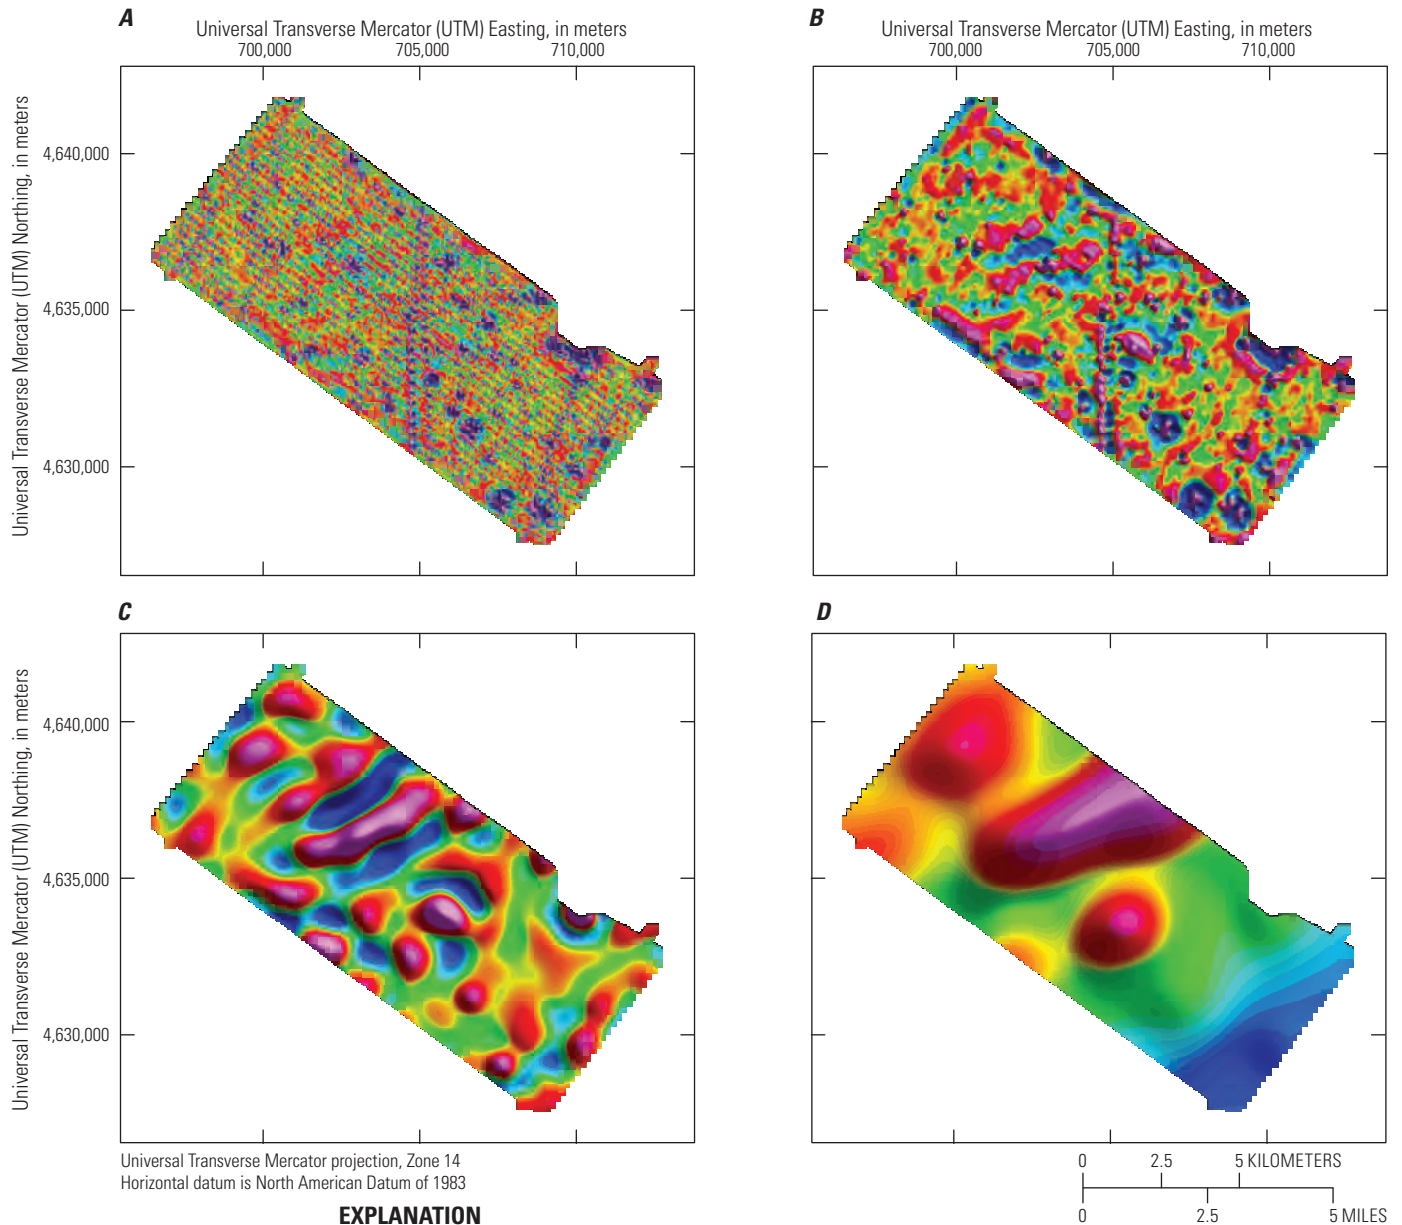 A
Universal Transverse Mercator (UTM) Easting, in meters
700,000 705,000 710,000
Universal Transverse Mercator (UTM) Northing, in meters
4,640,000
4,635,000
4,630,000
B
Universal Transverse Mercator (UTM) Easting, in meters
700,000 705,000 710,000
C
Universal Transverse Mercator (UTM) Northing, in meters
4,640,000
4,635,000
4,630,000
D
Universal Transverse Mercator projection, Zone 14
Horizontal datum is North American Datum of 1983
EXPLANATION
0 2.5 5 KILOMETERS
0 2.5 5 MILES